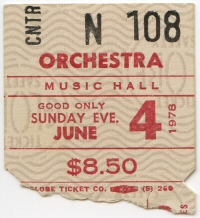 CNTR N 108
ORCHESTRA
MUSIC HALL
GOOD ONLY
SUNDAY EVE.
JUNE 4 1978
$8.50
GLOBE TICKET CO.